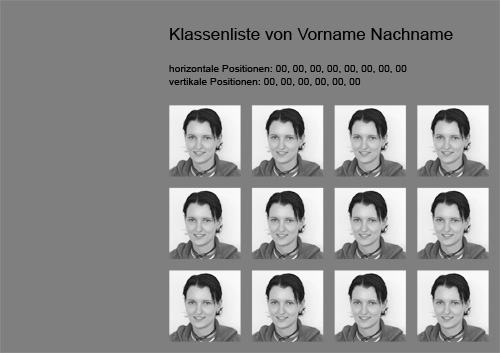 Klassenliste von Vorname Nachname
horizontale Positionen: 00, 00, 00, 00, 00, 00, 00, 00
vertikale Positionen: 00, 00, 00, 00, 00, 00